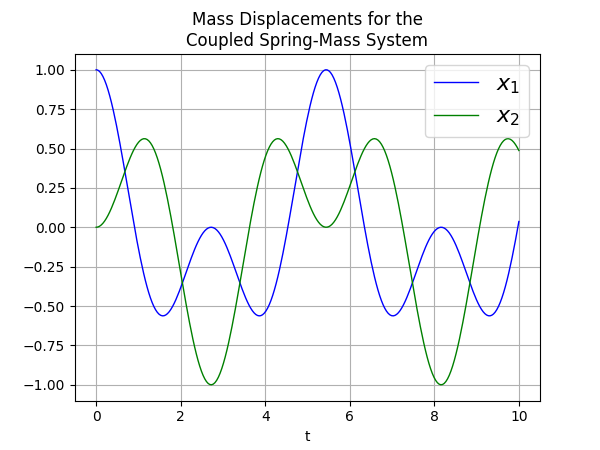 Mass Displacements for the
Coupled Spring-Mass System
1.00
0.75
0.50
0.25
0.00
−0.25
−0.50
−0.75
−1.00
x₁
x₂
0 2 4 6 8 10
t